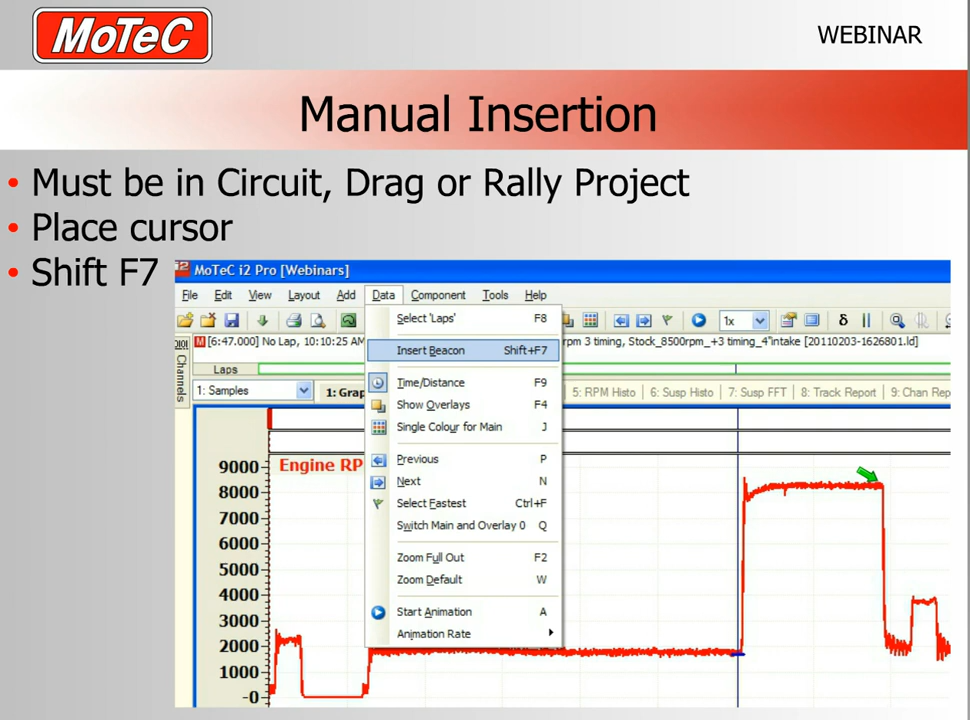 MoTeC
WEBINAR
Manual Insertion
• Must be in Circuit, Drag or Rally Project
• Place cursor
• Shift F7
i2 MoTeC i2 Pro [Webinars]
File Edit View Layout Add Data Component Tools Help
1x δ
M [6:47.000] No Lap, 10:10:25 AM
rpm 3 timing, Stock_8500rpm_+3 timing_4"intake [20110203-1626801.ld]
Laps
Channels
1: Samples
1: Grap
5: RPM Histo 6: Susp Histo 7: Susp FFT 8: Track Report 9: Chan Rep
Select 'Laps' F8
Insert Beacon Shift+F7
Time/Distance F9
Show Overlays F4
Single Colour for Main J
Previous P
Next N
Select Fastest Ctrl+F
Switch Main and Overlay 0 Q
Zoom Full Out F2
Zoom Default W
Start Animation A
Animation Rate
Engine RP
9000
8000
7000
6000
5000
4000
3000
2000
1000
-0